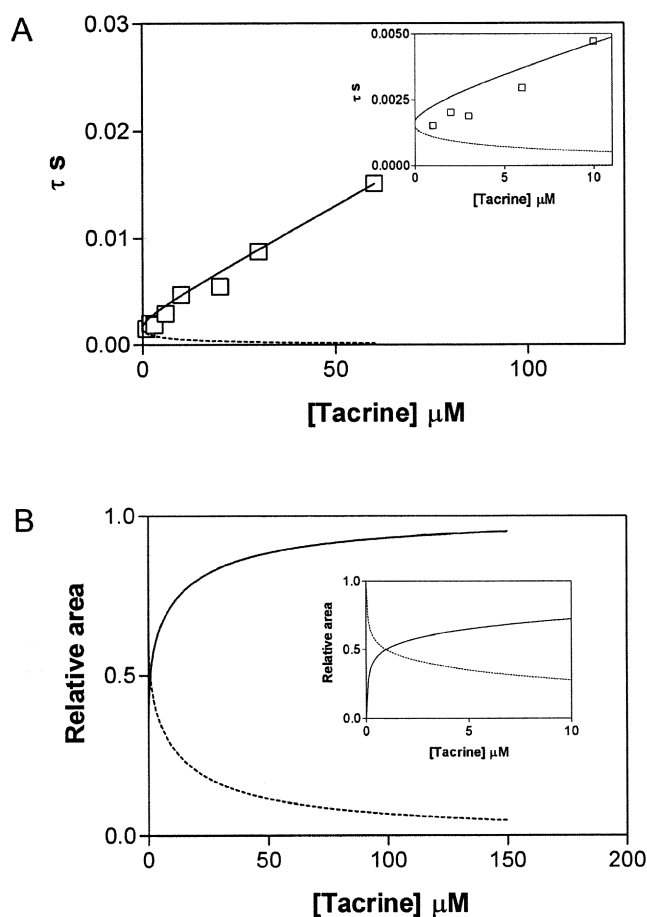 A
0.03
0.02
0.01
0.00
τ s
0 50 100
[Tacrine] μM
0.0050
0.0025
0.0000
τ s
0 5 10
[Tacrine] μM
B
1.0
0.5
0.0
Relative area
0 50 100 150 200
[Tacrine] μM
1.0
0.5
0.0
Relative area
0 5 10
[Tacrine] μM